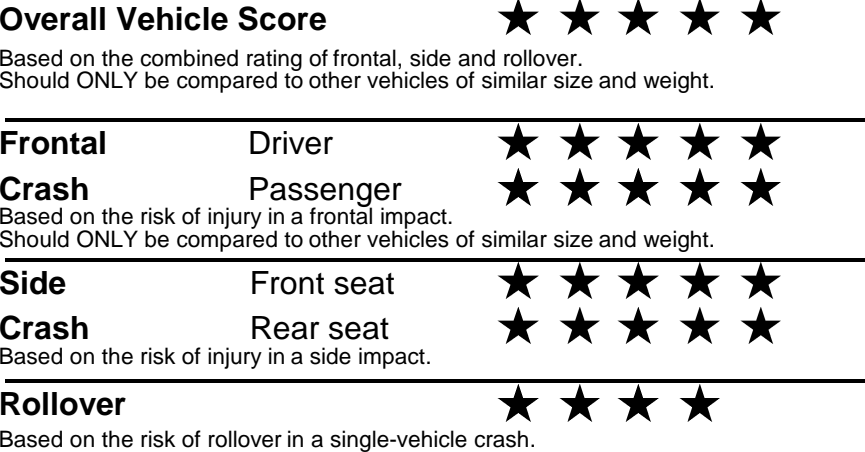 Overall Vehicle Score ★ ★ ★ ★ ★
Based on the combined rating of frontal, side and rollover.
Should ONLY be compared to other vehicles of similar size and weight.
Frontal Driver ★ ★ ★ ★ ★
Crash Passenger ★ ★ ★ ★ ★
Based on the risk of injury in a frontal impact.
Should ONLY be compared to other vehicles of similar size and weight.
Side Front seat ★ ★ ★ ★ ★
Crash Rear seat ★ ★ ★ ★ ★
Based on the risk of injury in a side impact.
Rollover ★ ★ ★ ★
Based on the risk of rollover in a single-vehicle crash.